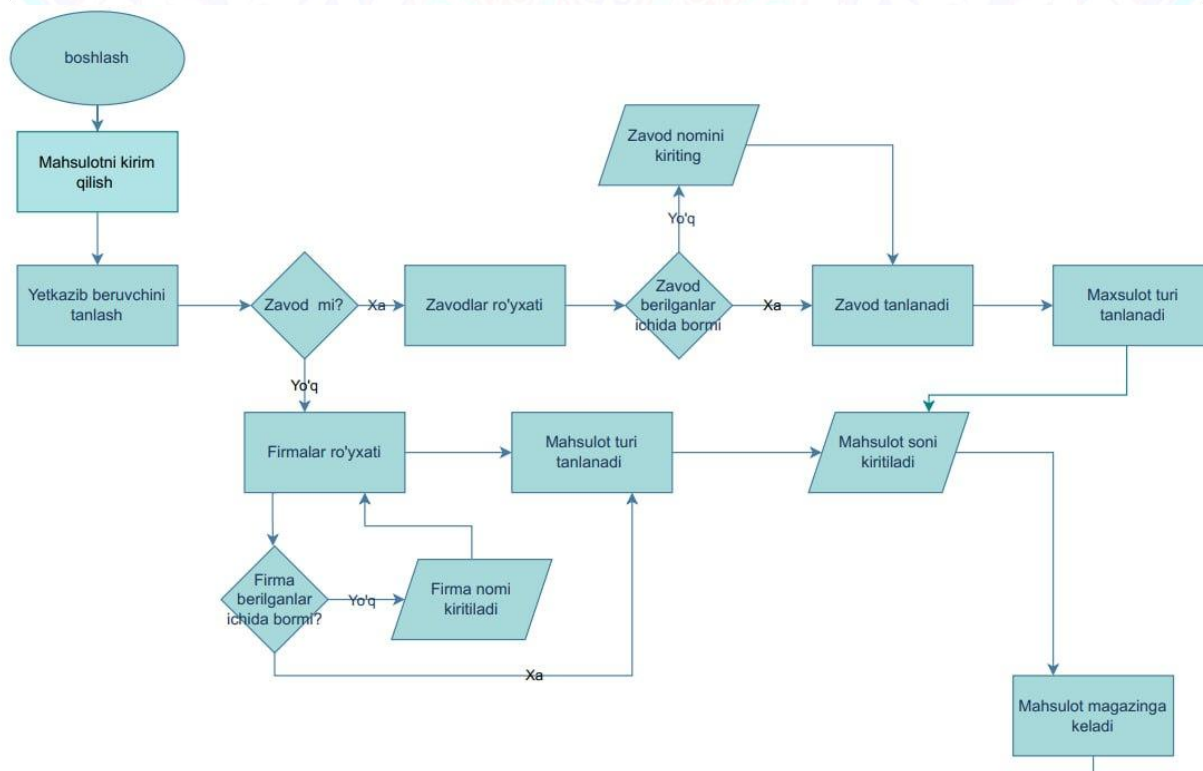 boshlash
Mahsulotni kirim
qilish
Zavod nomini
kiriting
Yo'q
Yetkazib beruvchini
tanlash
Zavod mi?
Xa
Zavodlar ro'yxati
Zavod
berilganlar
ichida bormi
Xa
Zavod tanlanadi
Maxsulot turi
tanlanadi
Yo'q
Firmalar ro'yxati
Mahsulot turi
tanlanadi
Mahsulot soni
kiritiladi
Firma
berilganlar
ichida bormi?
Yo'q
Firma nomi
kiritiladi
Xa
Mahsulot magazinga
keladi